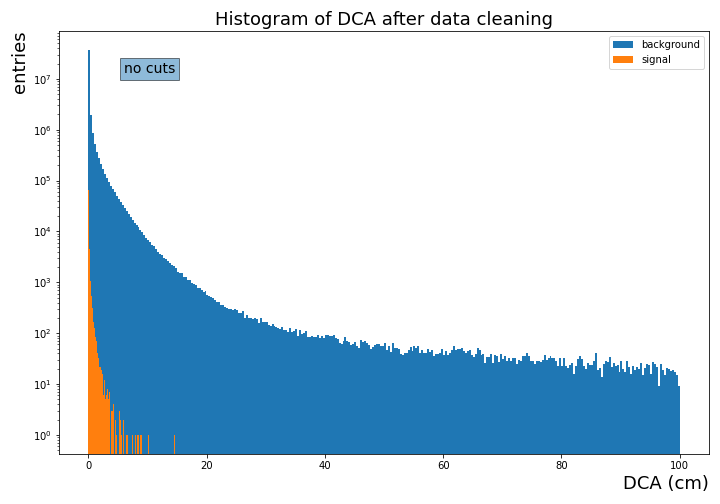 Histogram of DCA after data cleaning
entries
no cuts
background
signal
10⁷
10⁶
10⁵
10⁴
10³
10²
10¹
10⁰
0 20 40 60 80 100
DCA (cm)